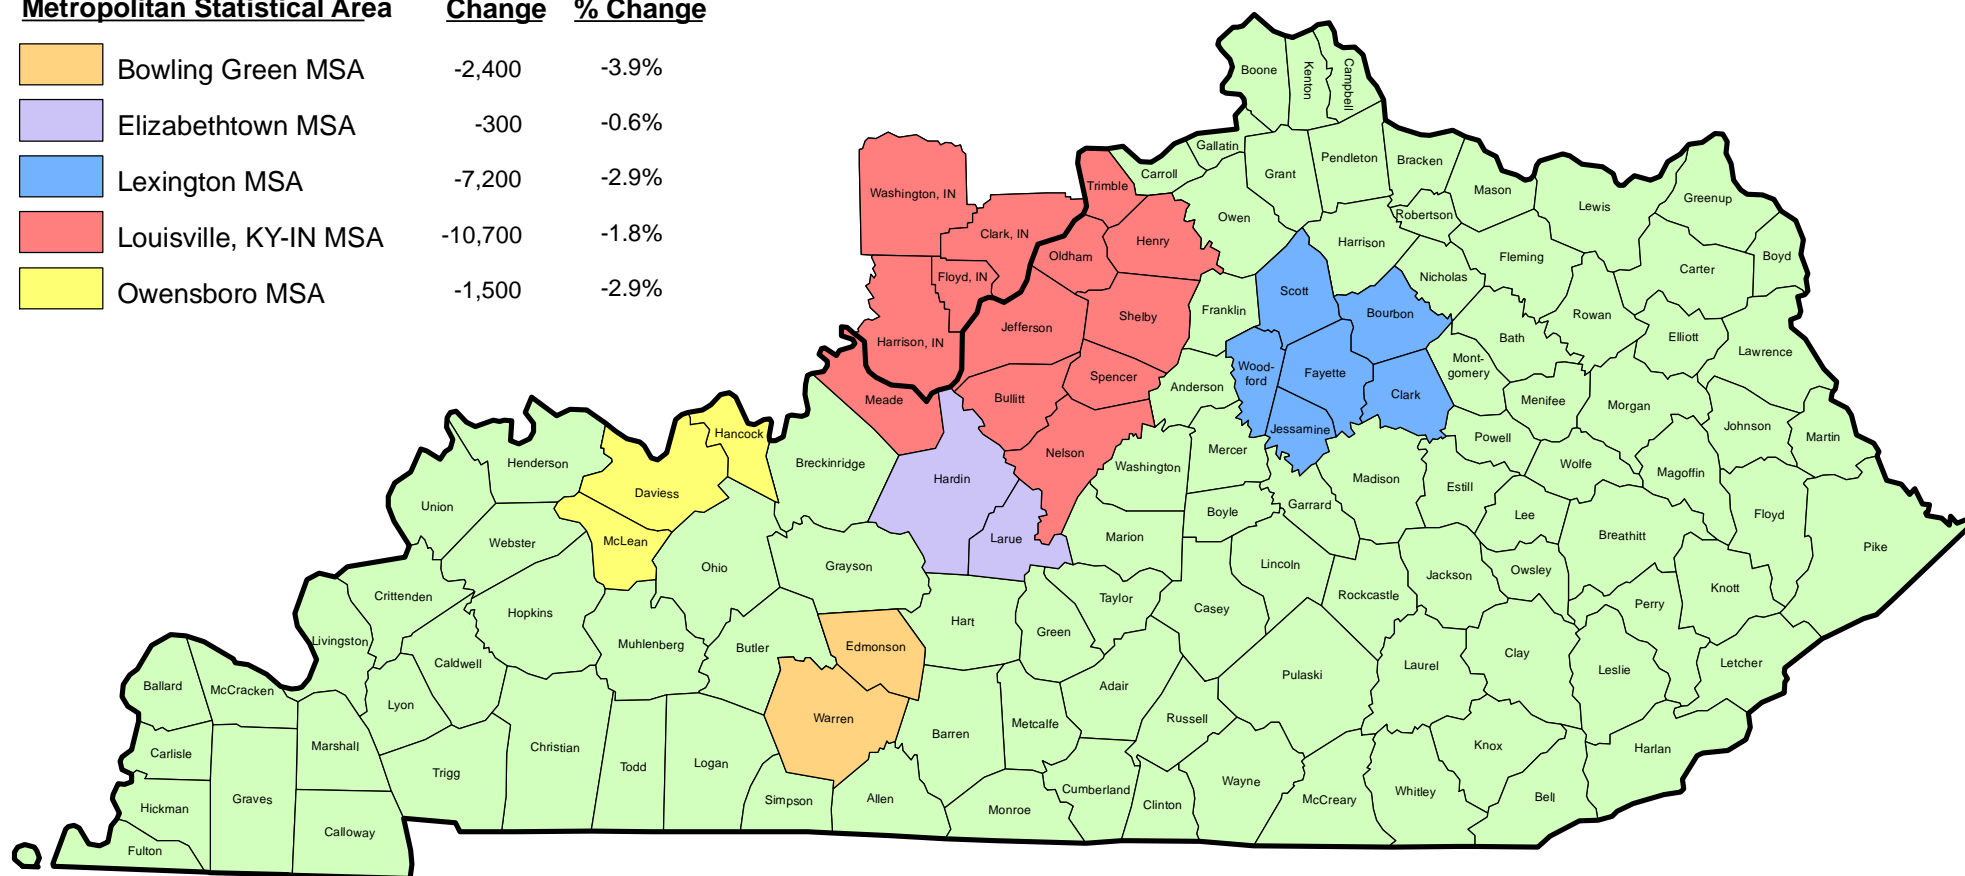 Metropolitan Statistical Area Change % Change
Bowling Green MSA -2,400 -3.9%
Elizabethtown MSA -300 -0.6%
Lexington MSA -7,200 -2.9%
Louisville, KY-IN MSA -10,700 -1.8%
Owensboro MSA -1,500 -2.9%
Boone
Kenton
Campbell
Gallatin
Carroll
Trimble
Grant
Pendleton
Bracken
Mason
Lewis
Greenup
Washington, IN
Clark, IN
Floyd, IN
Harrison, IN
Oldham
Henry
Owen
Harrison
Robertson
Fleming
Nicholas
Carter
Boyd
Scott
Bourbon
Franklin
Shelby
Jefferson
Rowan
Bath
Elliott
Lawrence
Mont-
gomery
Wood-
ford
Fayette
Clark
Spencer
Anderson
Bullitt
Meade
Menifee
Morgan
Johnson
Martin
Jessamine
Powell
Mercer
Nelson
Washington
Hancock
Breckinridge
Henderson
Daviess
Union
Hardin
Madison
Estill
Wolfe
Magoffin
Garrard
Boyle
Lee
Floyd
Pike
Breathitt
Webster
McLean
Ohio
Grayson
Larue
Marion
Lincoln
Rockcastle
Jackson
Owsley
Perry
Knott
Crittenden
Hopkins
Muhlenberg
Butler
Edmonson
Hart
Green
Taylor
Casey
Livingston
Caldwell
Pulaski
Laurel
Clay
Leslie
Letcher
Ballard
McCracken
Lyon
Adair
Russell
Warren
Barren
Metcalfe
Carlisle
Marshall
Trigg
Christian
Todd
Logan
Knox
Harlan
Hickman
Graves
Calloway
Fulton
Simpson
Allen
Monroe
Cumberland
Clinton
Wayne
McCreary
Whitley
Bell